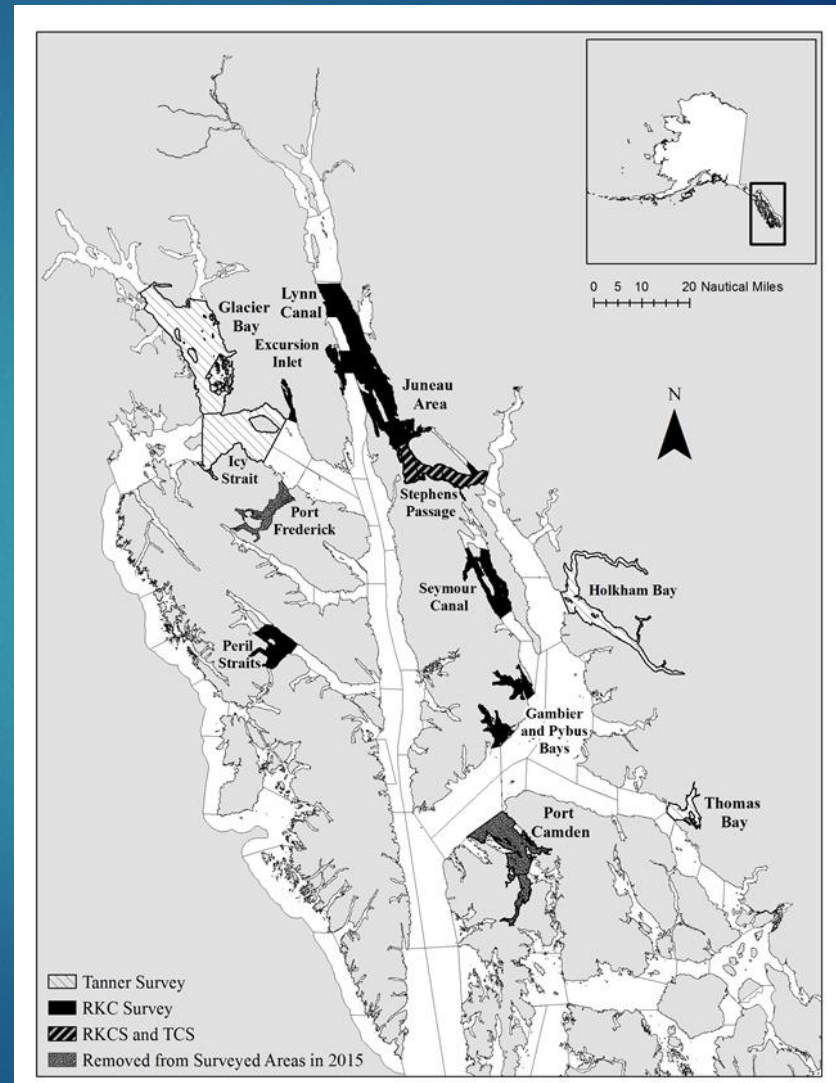 0 5 10 20 Nautical Miles
N
Glacier
Bay
Lynn
Canal
Excursion
Inlet
Juneau
Area
Icy
Strait
Port
Frederick
Stephens
Passage
Seymour
Canal
Holkham Bay
Peril
Straits
Gambier
and Pybus
Bays
Thomas
Bay
Port
Camden
Tanner Survey
RKC Survey
RKCS and TCS
Removed from Surveyed Areas in 2015